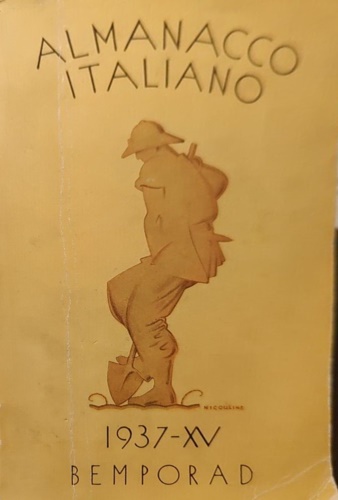 ALMANACCO
ITALIANO
1937-XV
BEMPORAD